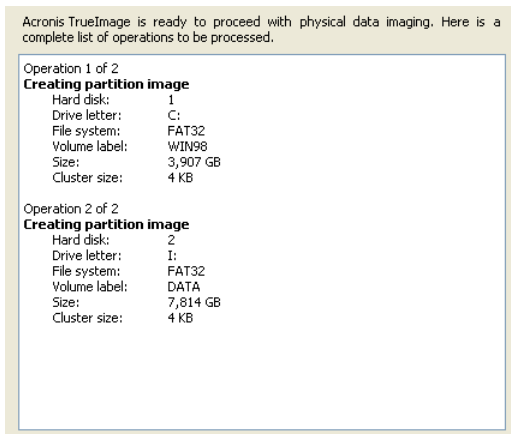 Acronis TrueImage is ready to proceed with physical data imaging. Here is a
complete list of operations to be processed.
Operation 1 of 2
Creating partition image
Hard disk: 1
Drive letter: C:
File system: FAT32
Volume label: WIN98
Size: 3,907 GB
Cluster size: 4 KB
Operation 2 of 2
Creating partition image
Hard disk: 2
Drive letter: I:
File system: FAT32
Volume label: DATA
Size: 7,814 GB
Cluster size: 4 KB